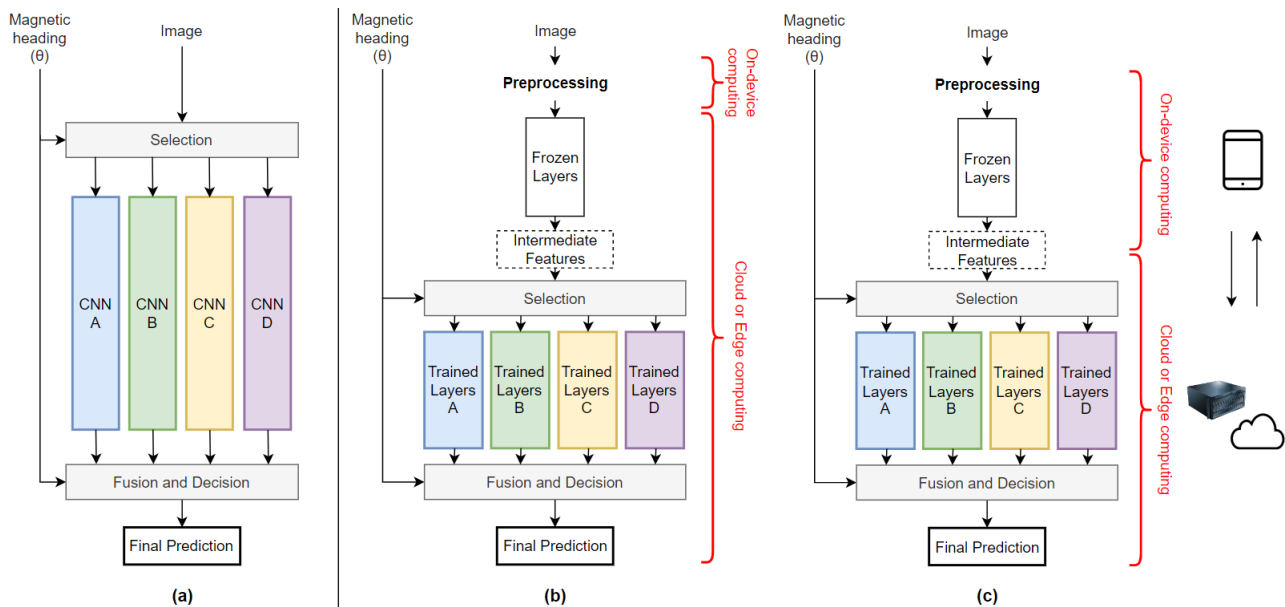 Magnetic
heading
(θ)
Image
Selection
CNN
A
CNN
B
CNN
C
CNN
D
Fusion and Decision
Final Prediction
(a)
Magnetic
heading
(θ)
Image
Preprocessing
Frozen
Layers
Intermediate
Features
Selection
Trained
Layers
A
Trained
Layers
B
Trained
Layers
C
Trained
Layers
D
Fusion and Decision
Final Prediction
On-device
computing
Cloud or Edge computing
(b)
Magnetic
heading
(θ)
Image
Preprocessing
Frozen
Layers
Intermediate
Features
Selection
Trained
Layers
A
Trained
Layers
B
Trained
Layers
C
Trained
Layers
D
Fusion and Decision
Final Prediction
On-device computing
Cloud or Edge computing
(c)